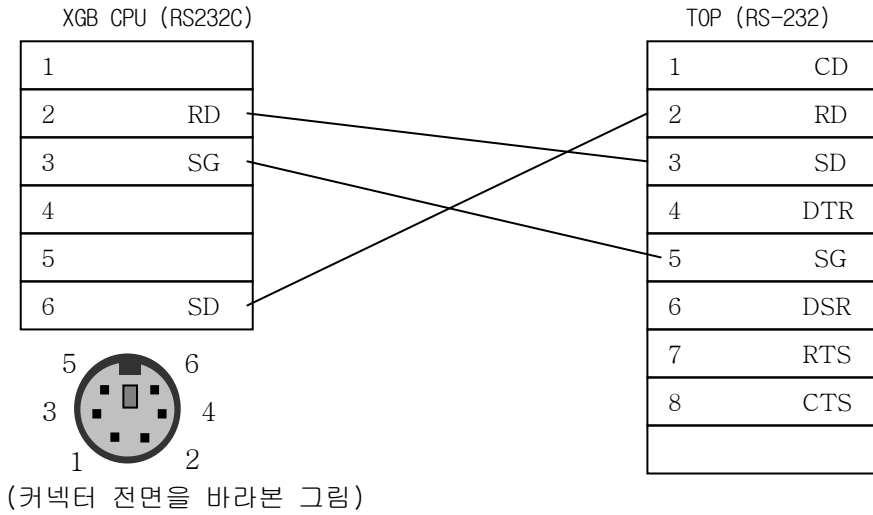 XGB CPU (RS232C)
1
2 RD
3 SG
4
5
6 SD
TOP (RS-232)
1 CD
2 RD
3 SD
4 DTR
5 SG
6 DSR
7 RTS
8 CTS
5 6
3 4
1 2
(커넥터 전면을 바라본 그림)